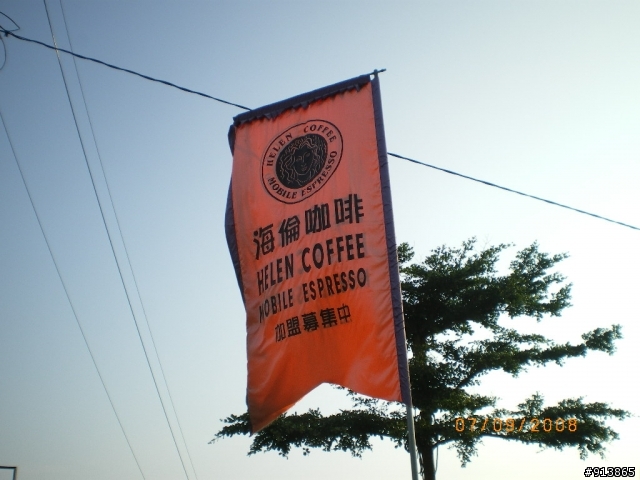 HELEN COFFEE
MOBILE ESPRESSO
海倫咖啡
HELEN COFFEE
MOBILE ESPRESSO
加盟募集中
07/09/2008
#913865